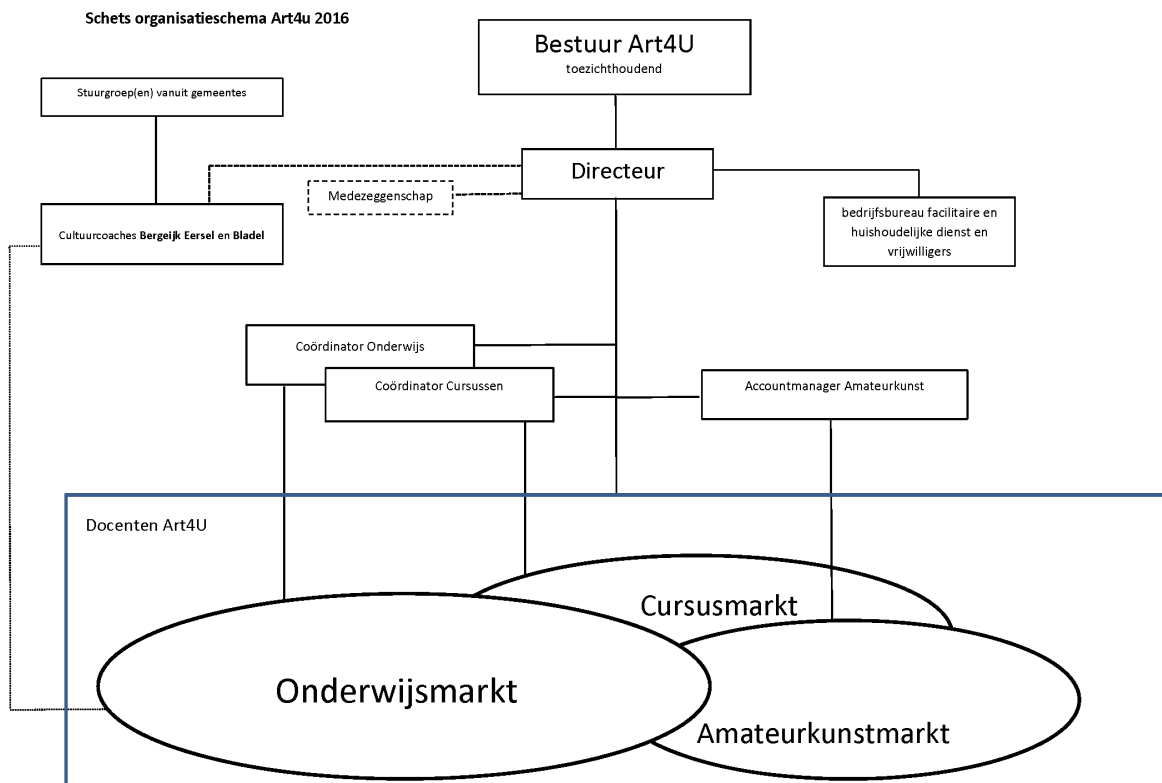 Schets organisatieschema Art4u 2016
Bestuur Art4U
toezichthoudend
Stuurgroep(en) vanuit gemeentes
Directeur
Medezeggenschap
Cultuurcoaches Bergeijk Eersel en Bladel
bedrijfsbureau facilitaire en
huishoudelijke dienst en
vrijwilligers
Coördinator Onderwijs
Coördinator Cursussen
Accountmanager Amateurkunst
Docenten Art4U
Cursusmarkt
Onderwijsmarkt
Amateurkunstmarkt